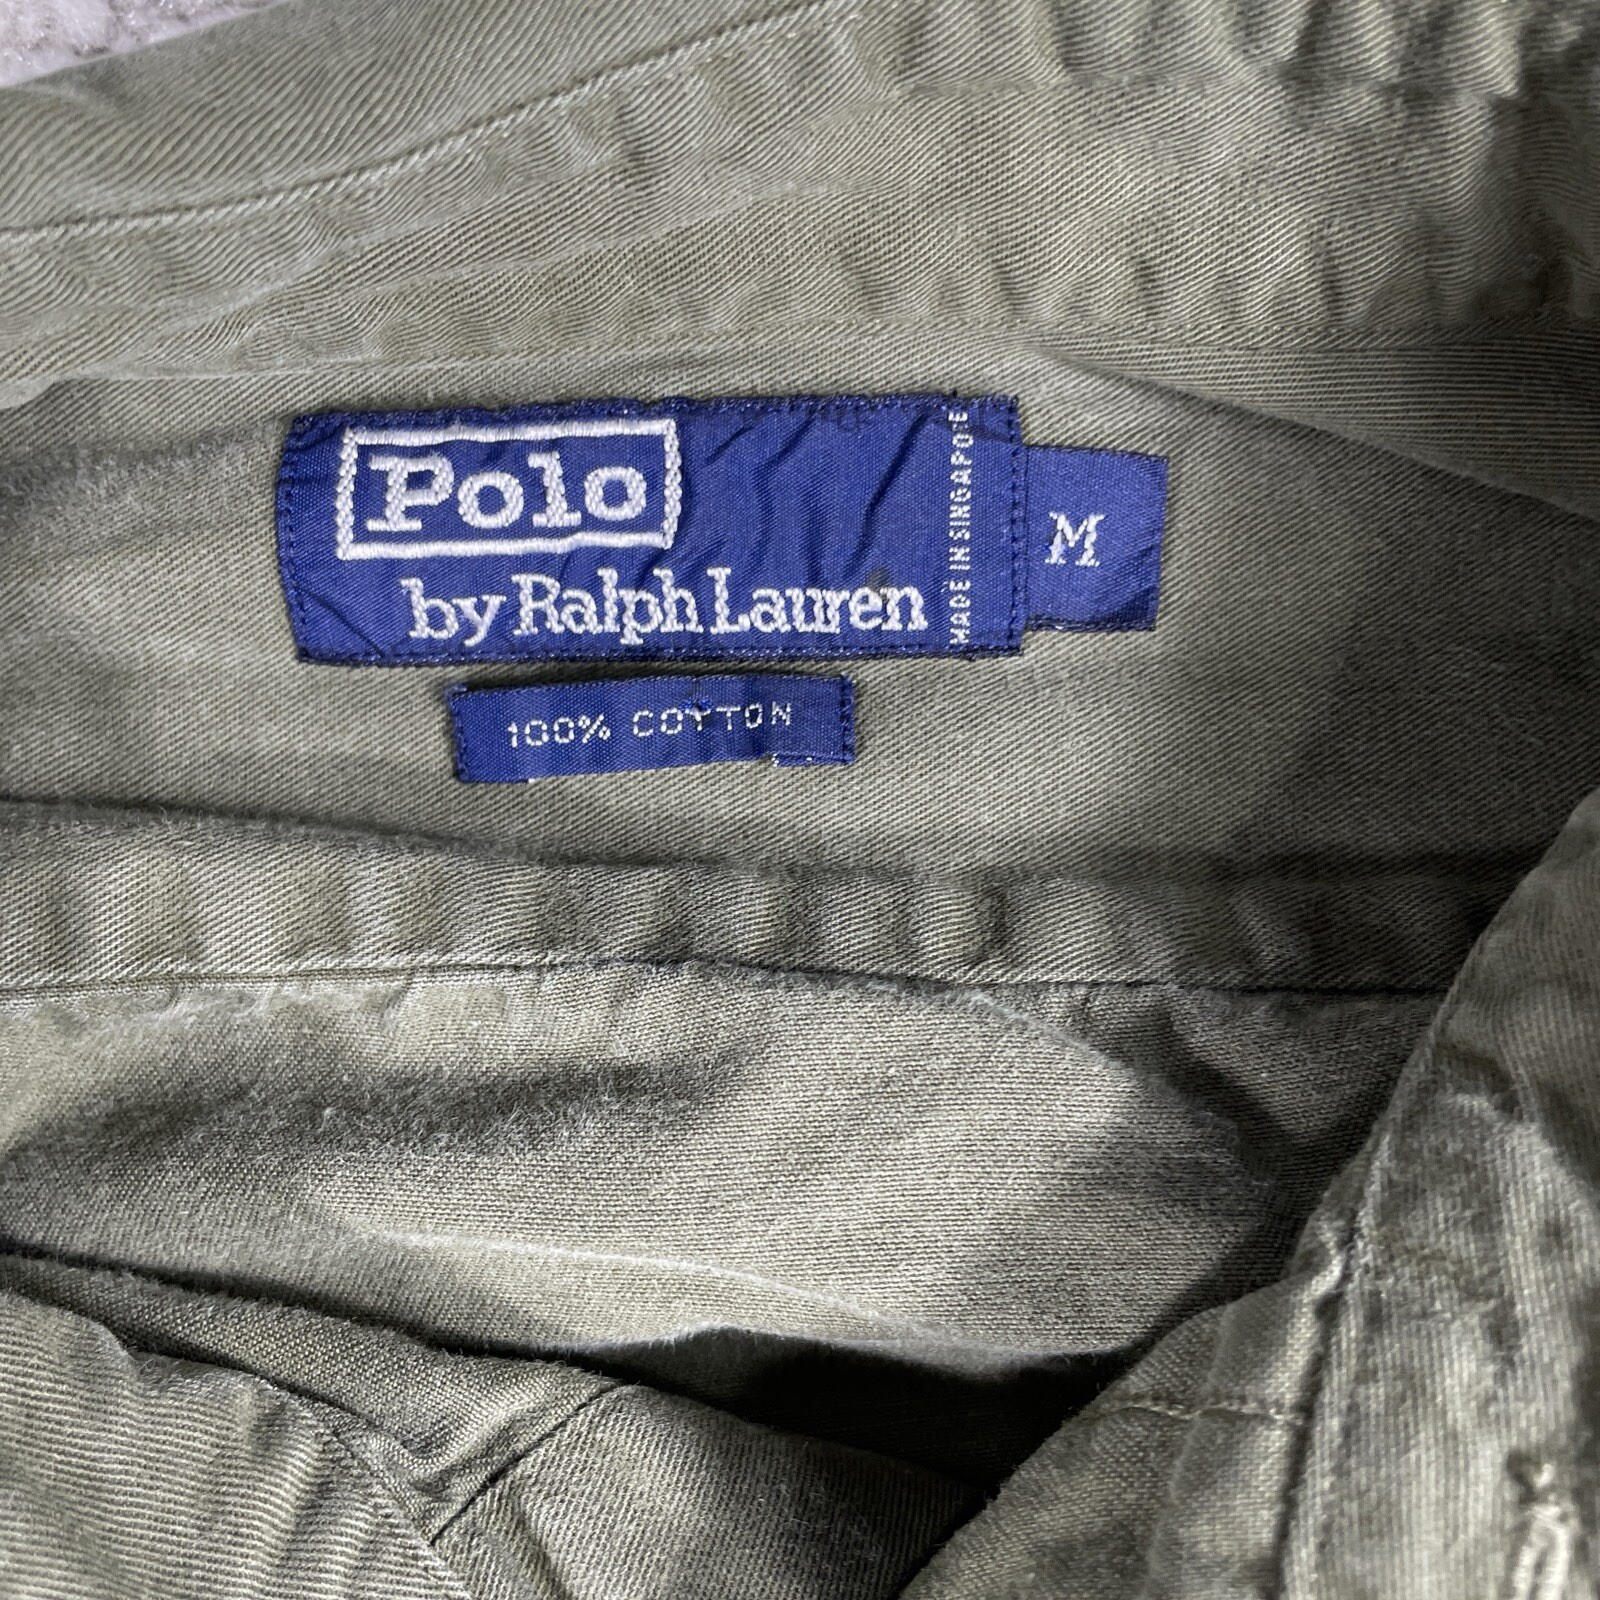 Polo
by Ralph Lauren
MADE IN SINGAPORE
M
100% COTTON